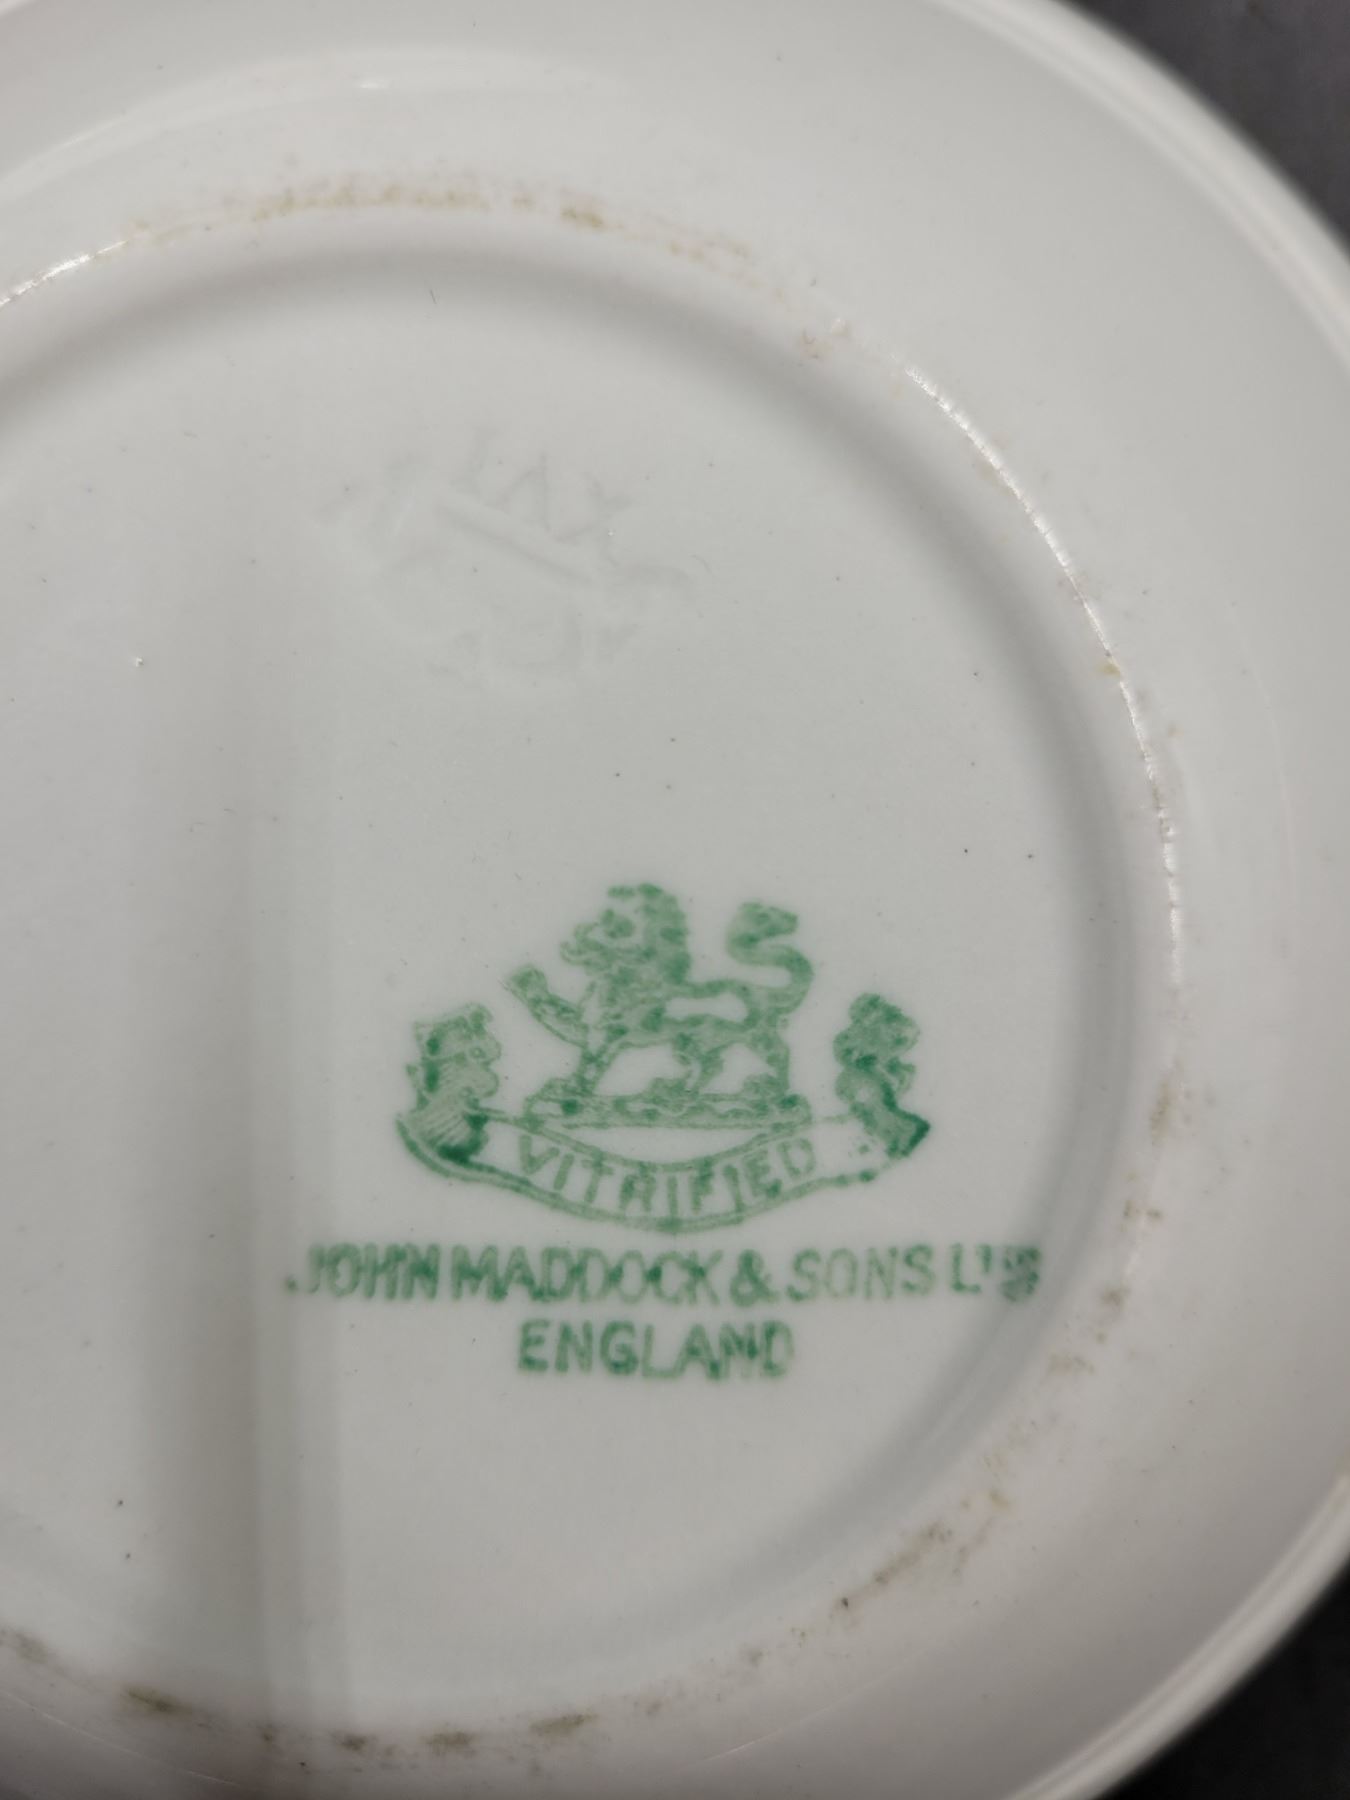 VITRIFIED
JOHN MADDOCK & SONS LTD
ENGLAND